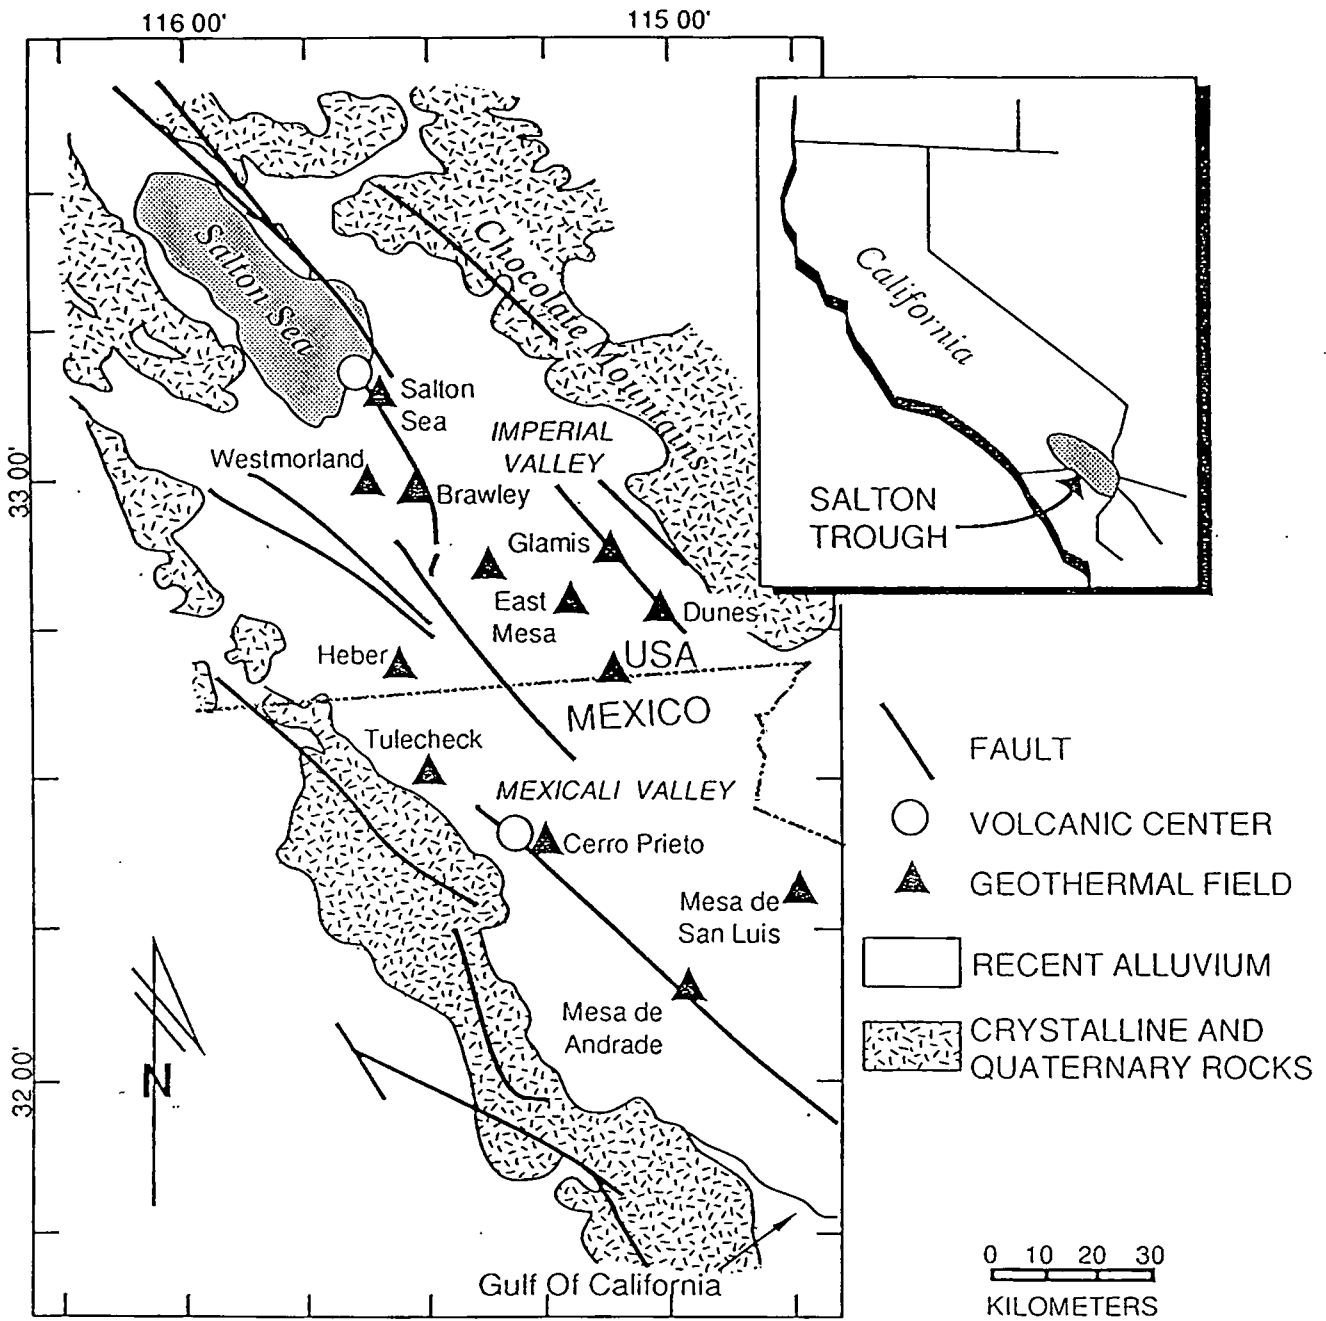 116 00'
115 00'
33 00'
32 00'
Salton Sea
Chocolate Mountains
Salton
Sea
IMPERIAL
VALLEY
Westmorland
Brawley
Glamis
East
Mesa
Dunes
Heber
USA
MEXICO
Tulecheck
MEXICALI VALLEY
Cerro Prieto
Mesa de
San Luis
Mesa de
Andrade
N
Gulf Of California
California
SALTON
TROUGH
FAULT
VOLCANIC CENTER
GEOTHERMAL FIELD
RECENT ALLUVIUM
CRYSTALLINE AND
QUATERNARY ROCKS
0 10 20 30
KILOMETERS